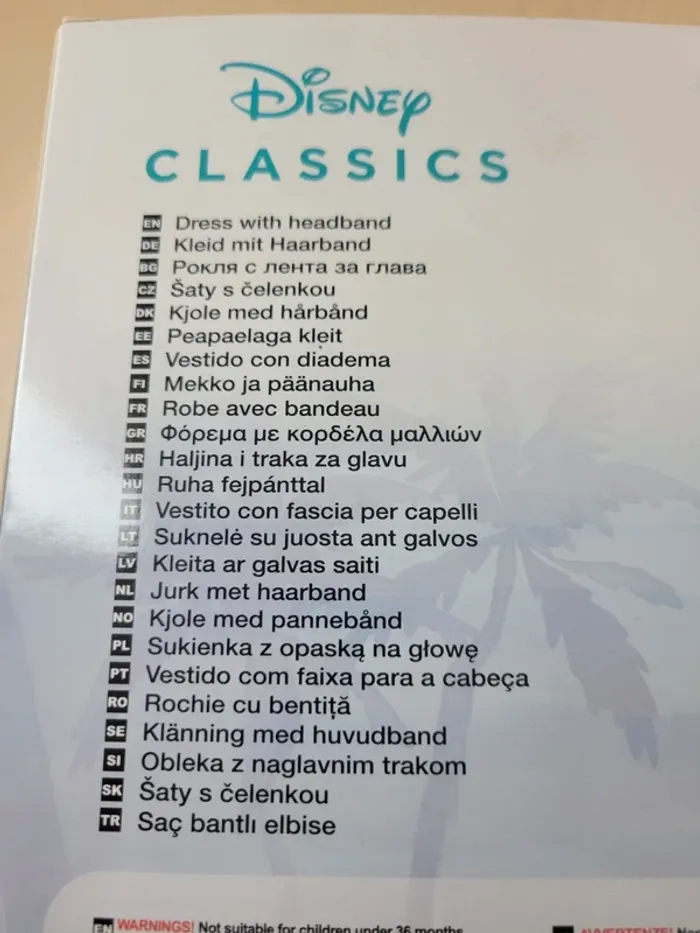 Disney
CLASSICS
EN Dress with headband
DE Kleid mit Haarband
BG Рокля с лента за глава
CZ Šaty s čelenkou
DK Kjole med hårbånd
EE Peapaelaga kleit
ES Vestido con diadema
FI Mekko ja päänauha
FR Robe avec bandeau
GR Φόρεμα με κορδέλα μαλλιών
HR Haljina i traka za glavu
HU Ruha fejpánttal
IT Vestito con fascia per capelli
LT Suknelė su juosta ant galvos
LV Kleita ar galvas saiti
NL Jurk met haarband
NO Kjole med pannebånd
PL Sukienka z opaską na głowę
PT Vestido com faixa para a cabeça
RO Rochie cu bentiță
SE Klänning med huvudband
SI Obleka z naglavnim trakom
SK Šaty s čelenkou
TR Saç bantlı elbise
EN WARNINGS! Not suitable for children under 36 months
AVVERTENZE!